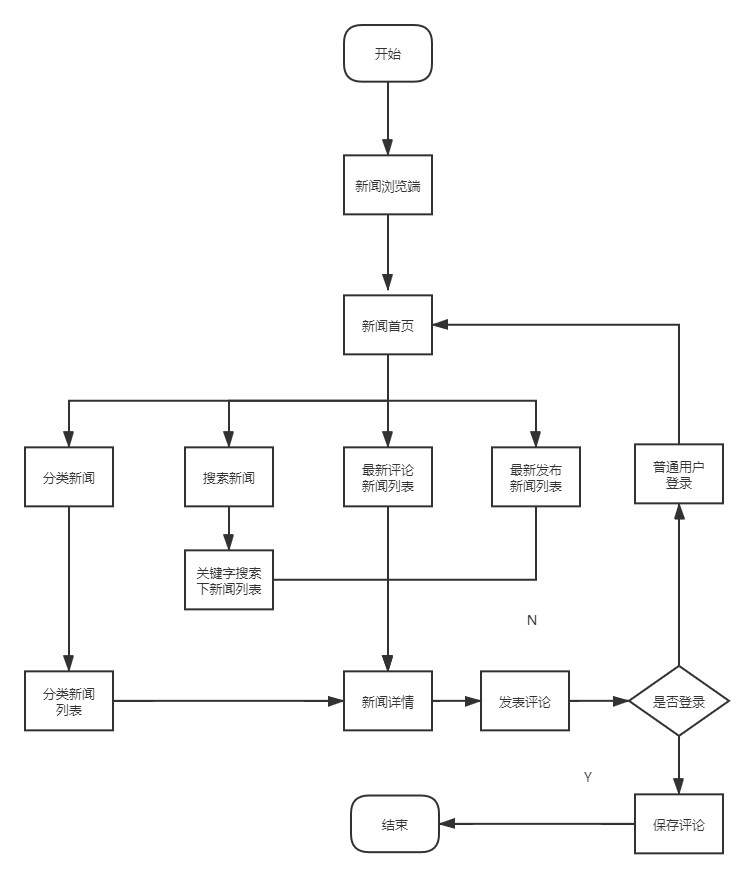 开始
新闻浏览端
新闻首页
分类新闻
搜索新闻
最新评论
新闻列表
最新发布
新闻列表
普通用户
登录
关键字搜索
下新闻列表
N
分类新闻
列表
新闻详情
发表评论
是否登录
Y
结束
保存评论